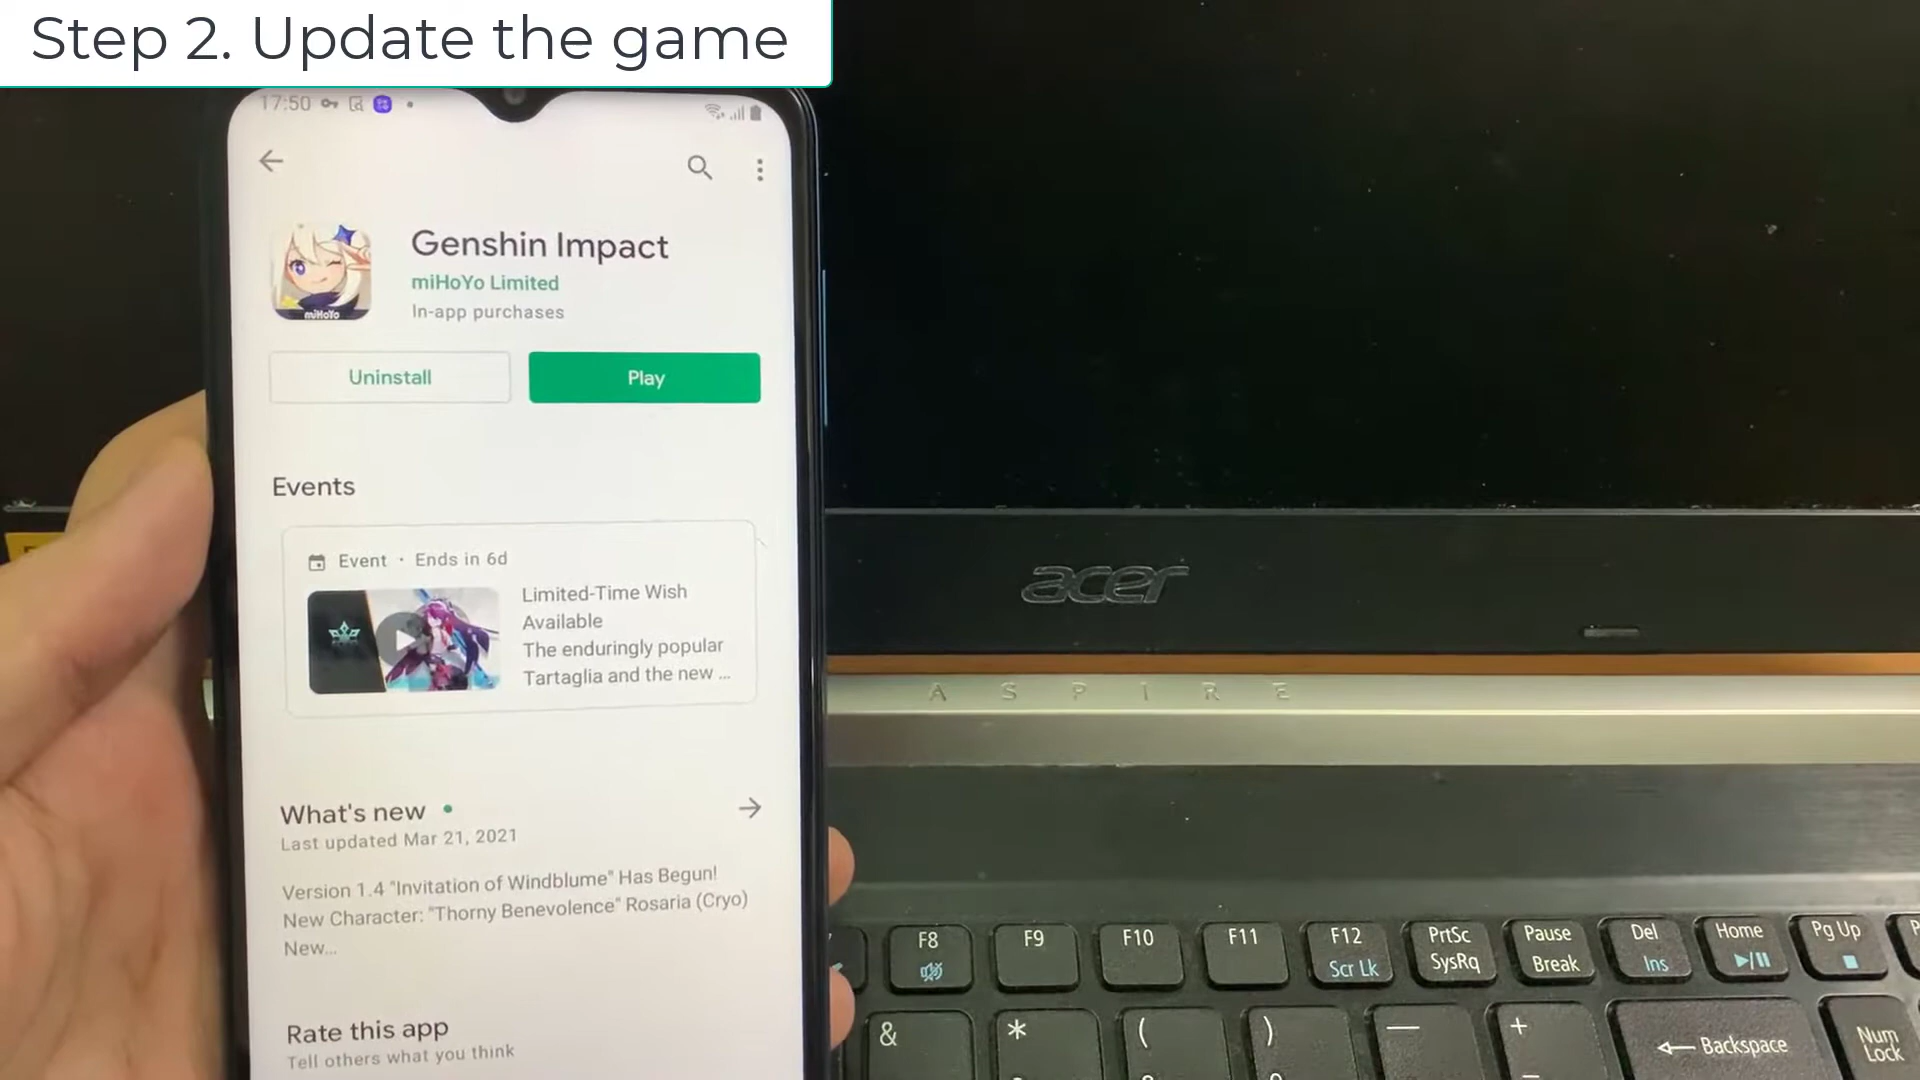 Step 2. Update the game
17:50
Genshin Impact
miHoYo Limited
In-app purchases
miHoYo
Uninstall
Play
Events
Event · Ends in 6d
Limited-Time Wish
Available
The enduringly popular
Tartaglia and the new ...
What's new
Last updated Mar 21, 2021
Version 1.4 "Invitation of Windblume" Has Begun!
New Character: "Thorny Benevolence" Rosaria (Cryo)
New...
Rate this app
Tell others what you think
acer
ASPIRE
F8
F9
F10
F11
F12
Scr Lk
PrtSc
SysRq
Pause
Break
Del
Ins
Home
Pg Up
&
*
(
)
—
+
Backspace
Num
Lock